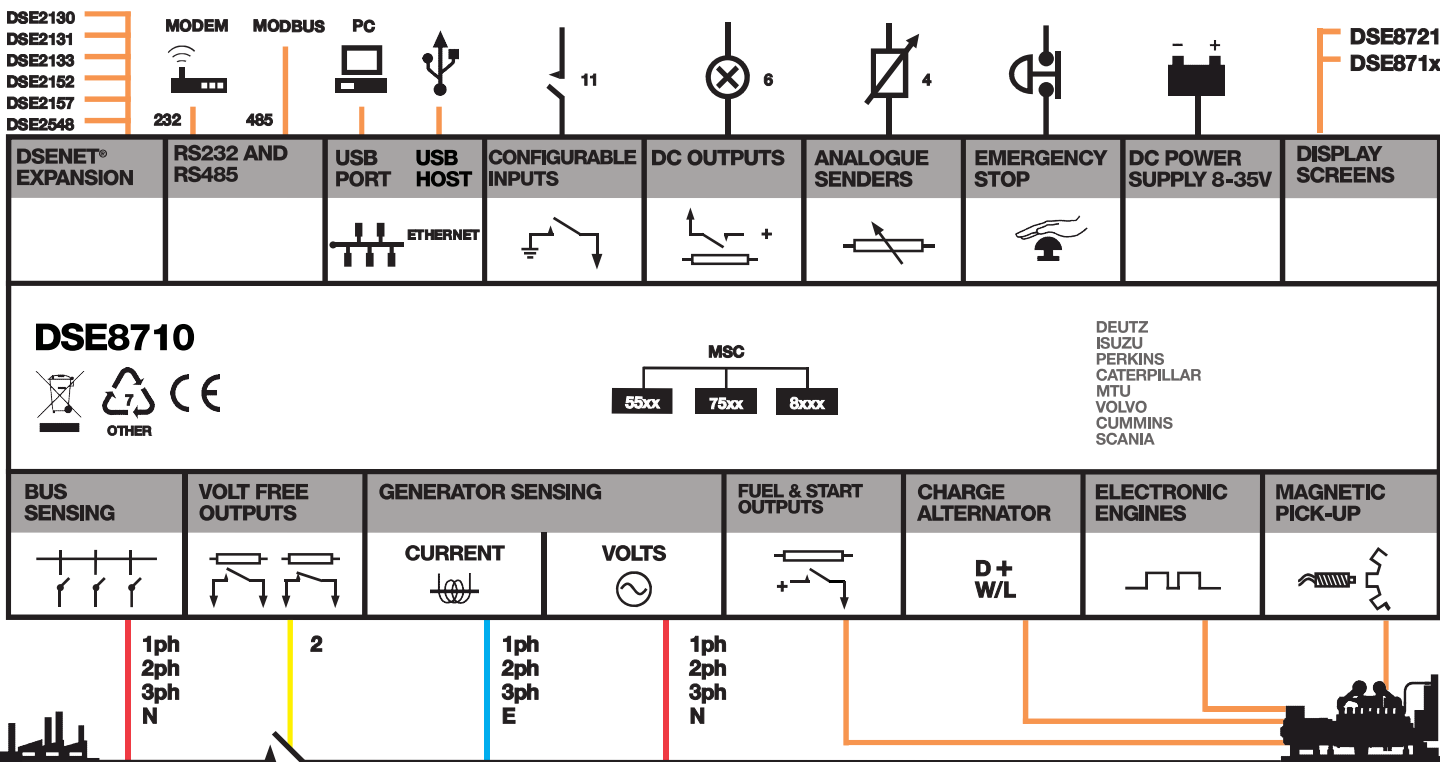 DSE2130
DSE2131
DSE2133
DSE2152
DSE2157
DSE2548
MODEM
232
MODBUS
485
PC
11
6
4
- +
DSE8721
DSE871x
DSENET®
EXPANSION
RS232 AND
RS485
USB
PORT
USB
HOST
ETHERNET
CONFIGURABLE
INPUTS
DC OUTPUTS
+
ANALOGUE
SENDERS
EMERGENCY
STOP
DC POWER
SUPPLY 8-35V
DISPLAY
SCREENS
DSE8710
7
OTHER
CE
MSC
55xx 75xx 8xxx
DEUTZ
ISUZU
PERKINS
CATERPILLAR
MTU
VOLVO
CUMMINS
SCANIA
BUS
SENSING
VOLT FREE
OUTPUTS
GENERATOR SENSING
CURRENT
VOLTS
FUEL & START
OUTPUTS
+
CHARGE
ALTERNATOR
D+
W/L
ELECTRONIC
ENGINES
MAGNETIC
PICK-UP
1ph
2ph
3ph
N
2
1ph
2ph
3ph
E
1ph
2ph
3ph
N